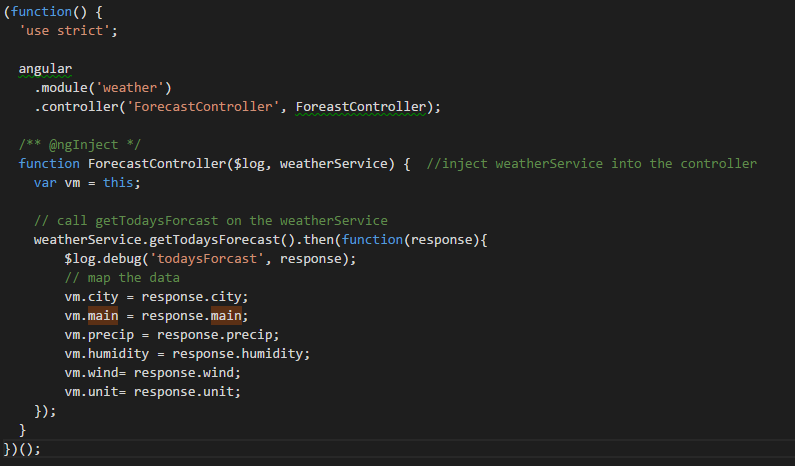 (function() {
  'use strict';

  angular
    .module('weather')
    .controller('ForecastController', ForeastController);

  /** @ngInject */
  function ForecastController($log, weatherService) {  //inject weatherService into the controller
    var vm = this;

    // call getTodaysForcast on the weatherService
    weatherService.getTodaysForecast().then(function(response){
        $log.debug('todaysForcast', response);
        // map the data
        vm.city = response.city;
        vm.main = response.main;
        vm.precip = response.precip;
        vm.humidity = response.humidity;
        vm.wind= response.wind;
        vm.unit= response.unit;
    });
  }
})();